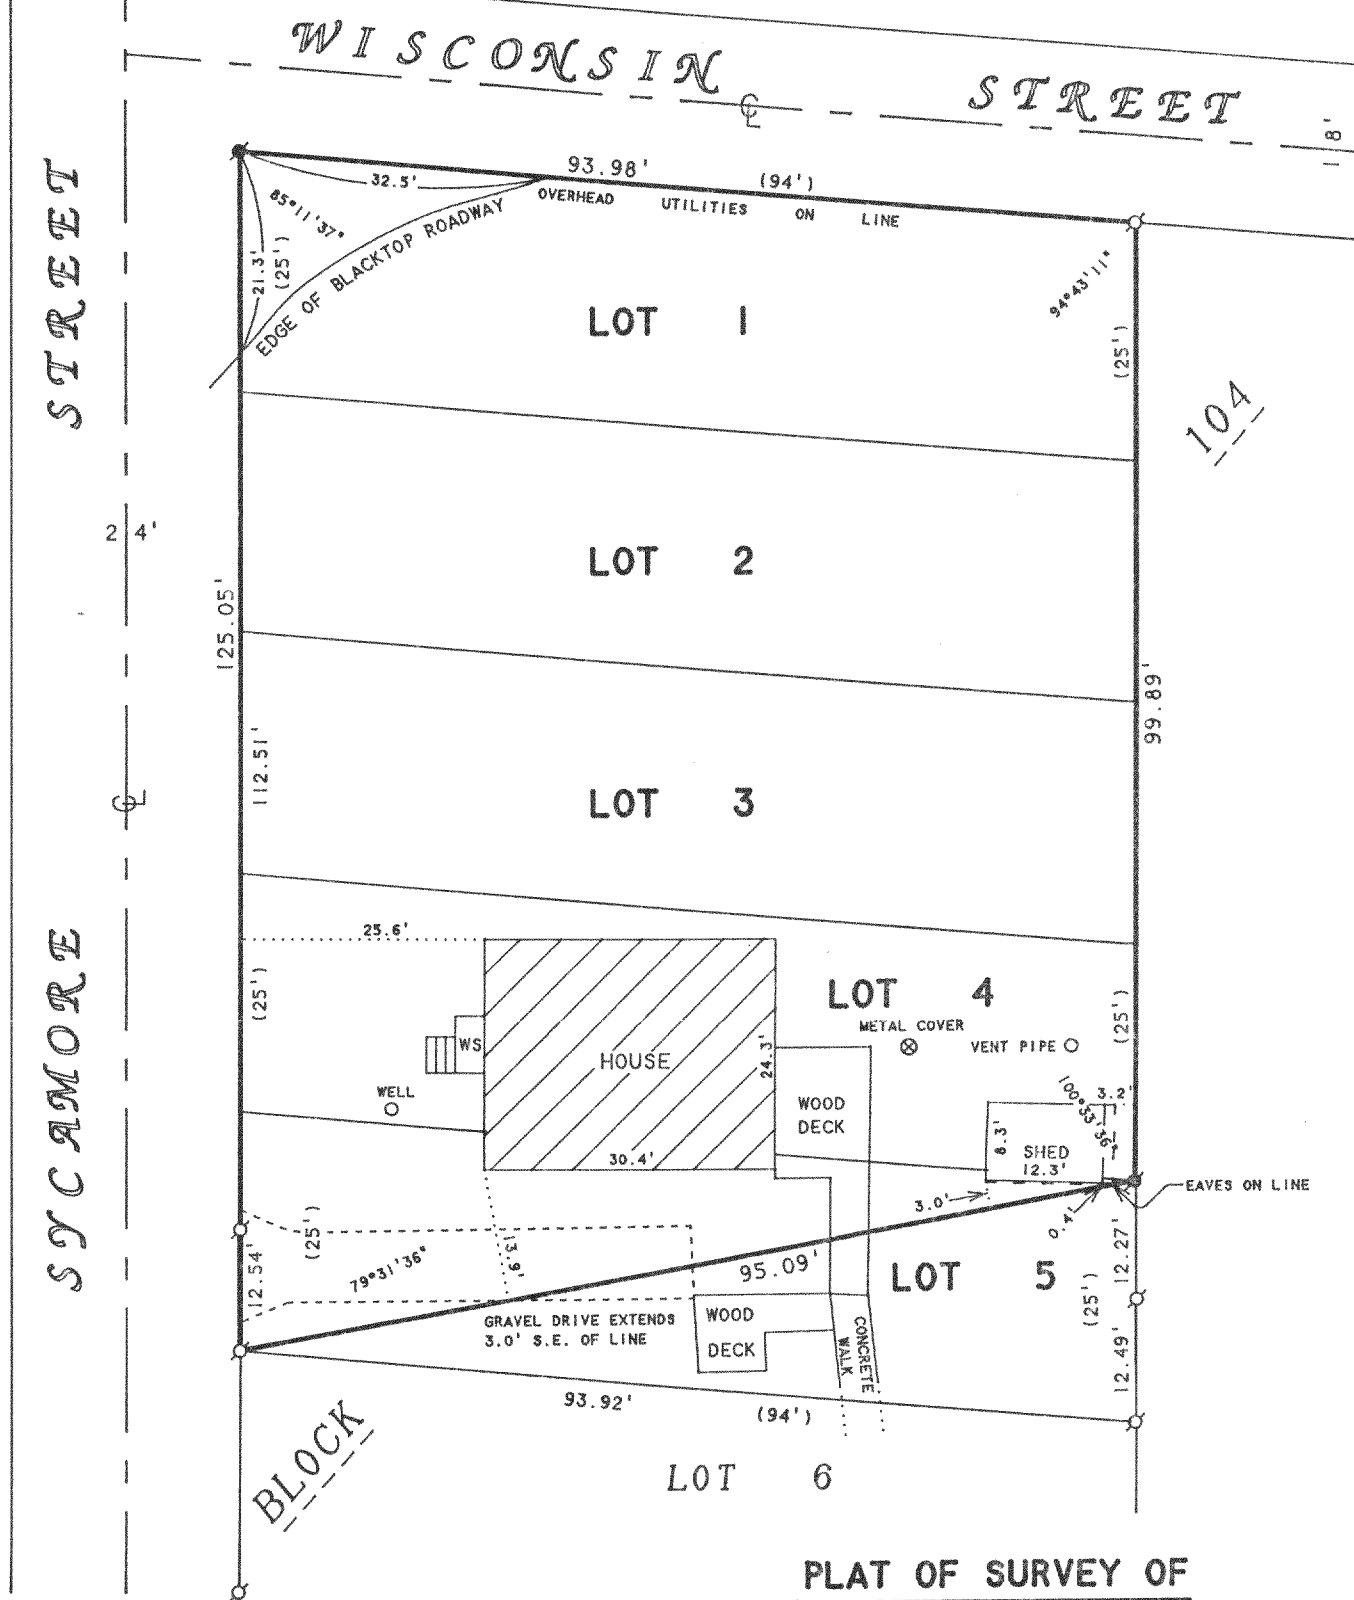 WISCONSIN STREET
18'
93.98' (94')
32.5'
OVERHEAD UTILITIES ON LINE
85°11'37"
21.3'
(25')
EDGE OF BLACKTOP ROADWAY
LOT 1
94°43'11"
(25')
104
SYCAMORE STREET
24'
LOT 2
(125.05')
99.89'
112.51'
LOT 3
25.6'
(25')
LOT 4
(25')
METAL COVER
VENT PIPE
WS
HOUSE
24.3'
WELL
WOOD
DECK
100°33'36"
3.2'
8.3'
SHED
12.3'
30.4'
EAVES ON LINE
3.0'
0.4'
(25')
12.54'
79°31'36"
13.9'
95.09'
LOT 5
12.27'
(25')
GRAVEL DRIVE EXTENDS
3.0' S.E. OF LINE
WOOD
DECK
CONCRETE
WALK
12.49'
93.92' (94')
BLOCK
LOT 6
PLAT OF SURVEY OF